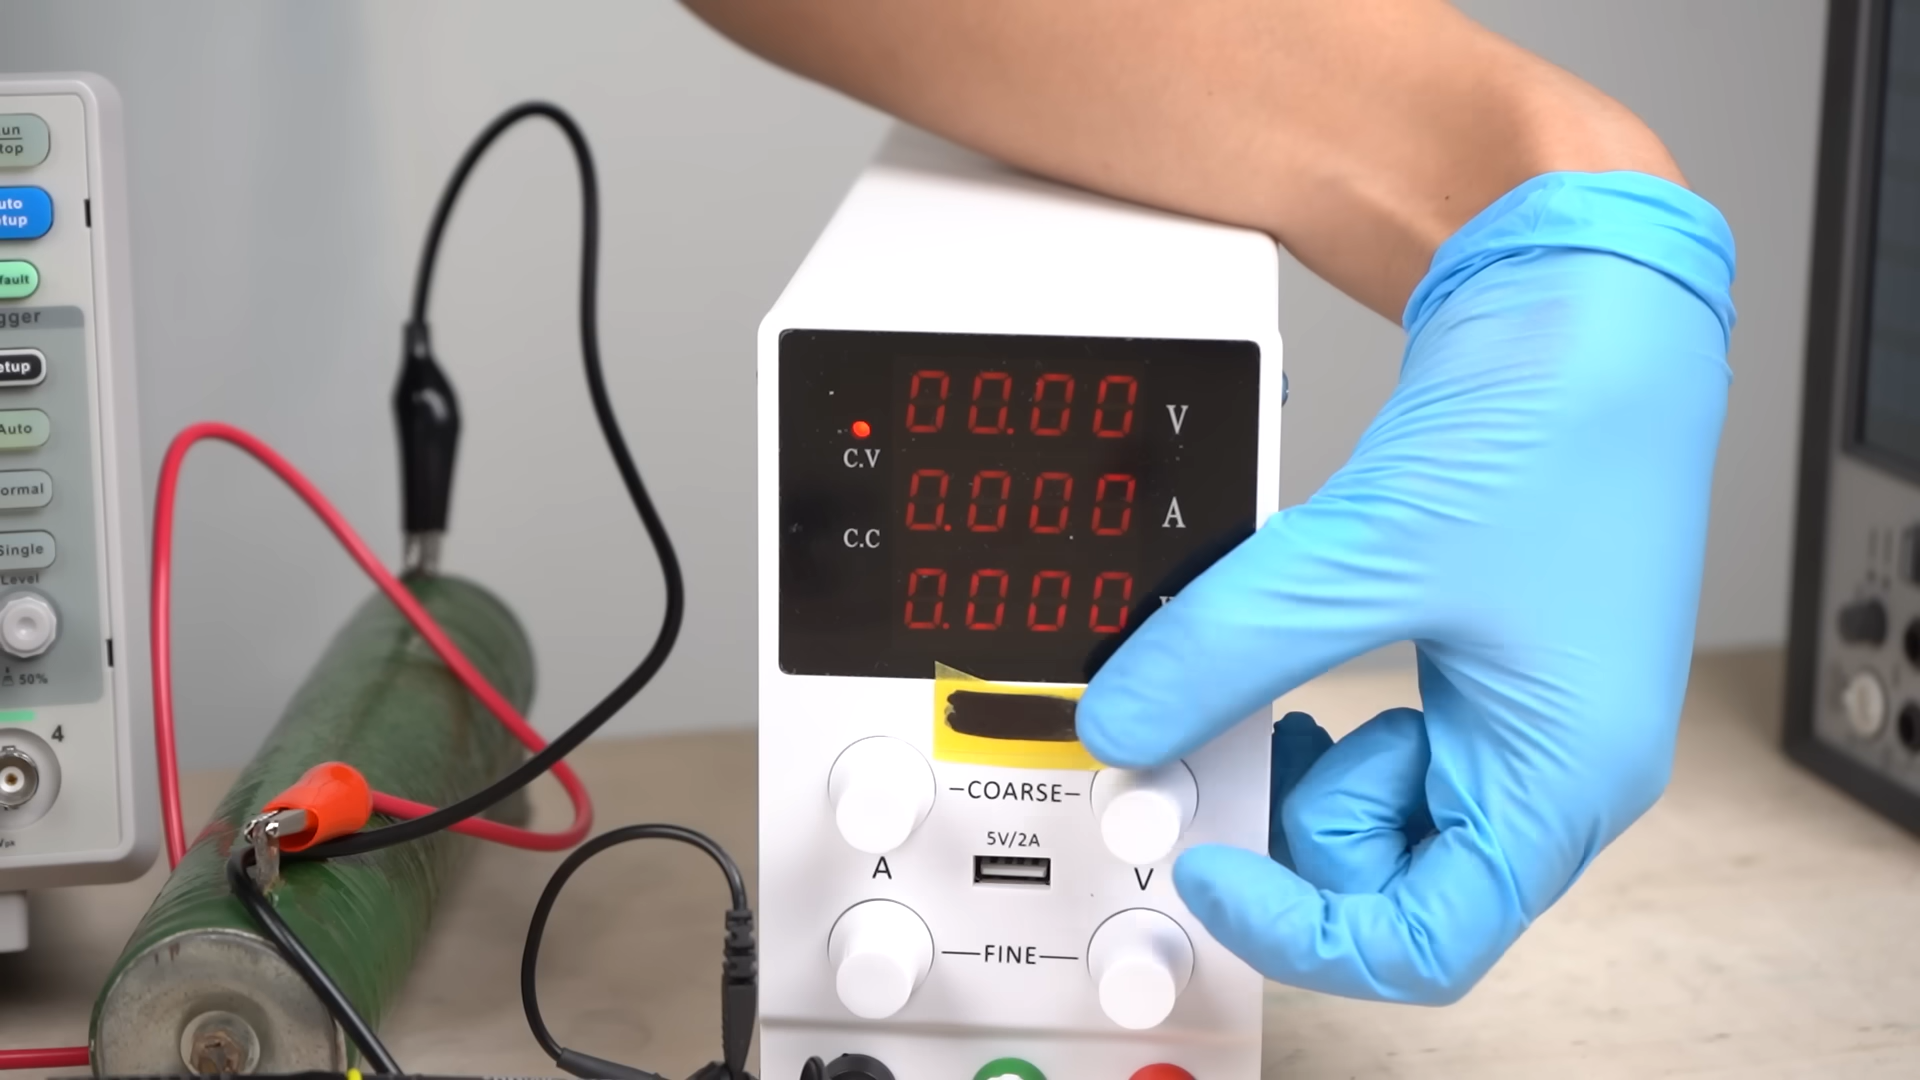 un
top
uto
tup
fault
gger
etup
Auto
ormal
Single
Level
50%
4
00.00 V
C.V
0.000 A
C.C
0.000
COARSE
5V/2A
A
V
FINE